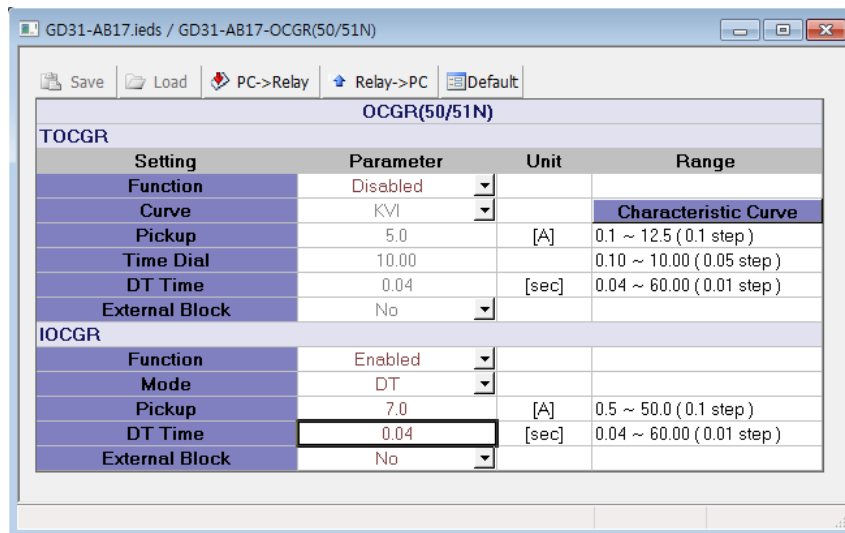 GD31-AB17.ieds / GD31-AB17-OCGR(50/51N)
Save Load PC->Relay Relay->PC Default
OCGR(50/51N)
TOCGR
Setting Parameter Unit Range
Function Disabled
Curve KVI Characteristic Curve
Pickup 5.0 [A] 0.1 ~ 12.5 ( 0.1 step )
Time Dial 10.00 0.10 ~ 10.00 ( 0.05 step )
DT Time 0.04 [sec] 0.04 ~ 60.00 ( 0.01 step )
External Block No
IOCGR
Function Enabled
Mode DT
Pickup 7.0 [A] 0.5 ~ 50.0 ( 0.1 step )
DT Time 0.04 [sec] 0.04 ~ 60.00 ( 0.01 step )
External Block No